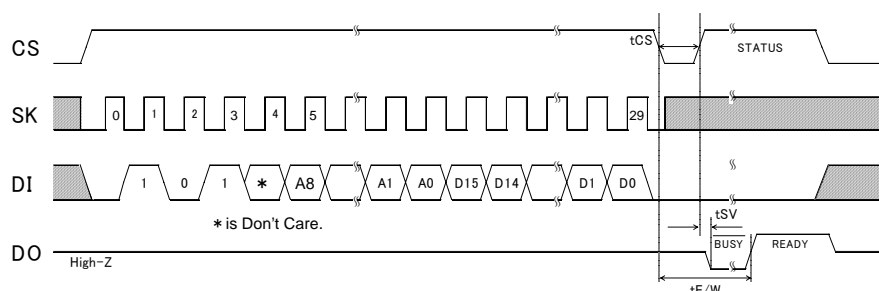 CS tCS STATUS
SK 0 1 2 3 4 5 29
DI 1 0 1 * A8 A1 A0 D15 D14 D1 D0
* is Don't Care.
tSV
DO High-Z BUSY READY
tE/W